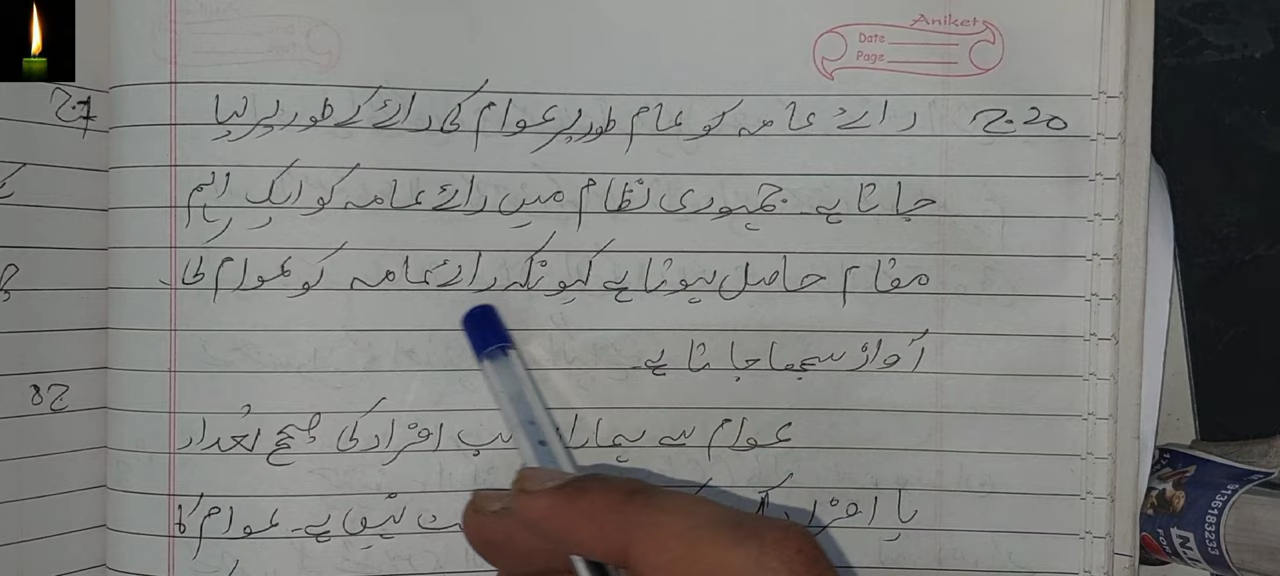 Aniket
Date
Page
ج.20 رائے عامہ کو عام طور پر عوام کی رائے کے طور پر لیا
جاتا ہے۔ جمہوری نظام میں رائے عامہ کو ایک اہم
مقام حاصل ہوتا ہے کیونکہ رائے عامہ کو عوام کی
آواز سمجھا جاتا ہے۔
عوام سے ہمارا افراد کی صحیح تعداد
یا نہیں ہے۔ عوام کا
9136183233